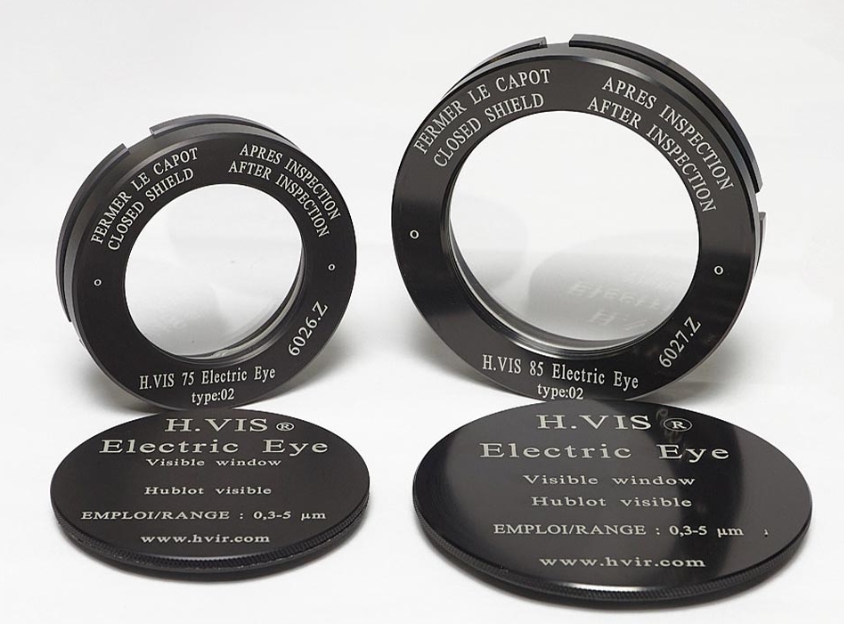 FERMER LE CAPOT
CLOSED SHIELD
APRES INSPECTION
AFTER INSPECTION
6026.Z
H.VIS 75 Electric Eye
type:02
FERMER LE CAPOT
CLOSED SHIELD
APRES INSPECTION
AFTER INSPECTION
6027.Z
H.VIS 85 Electric Eye
type:02
H.VIS ®
Electric Eye
Visible window
Hublot visible
EMPLOI/RANGE : 0,3-5 µm
www.hvir.com
H.VIS ®
Electric Eye
Visible window
Hublot visible
EMPLOI/RANGE : 0,3-5 µm
www.hvir.com